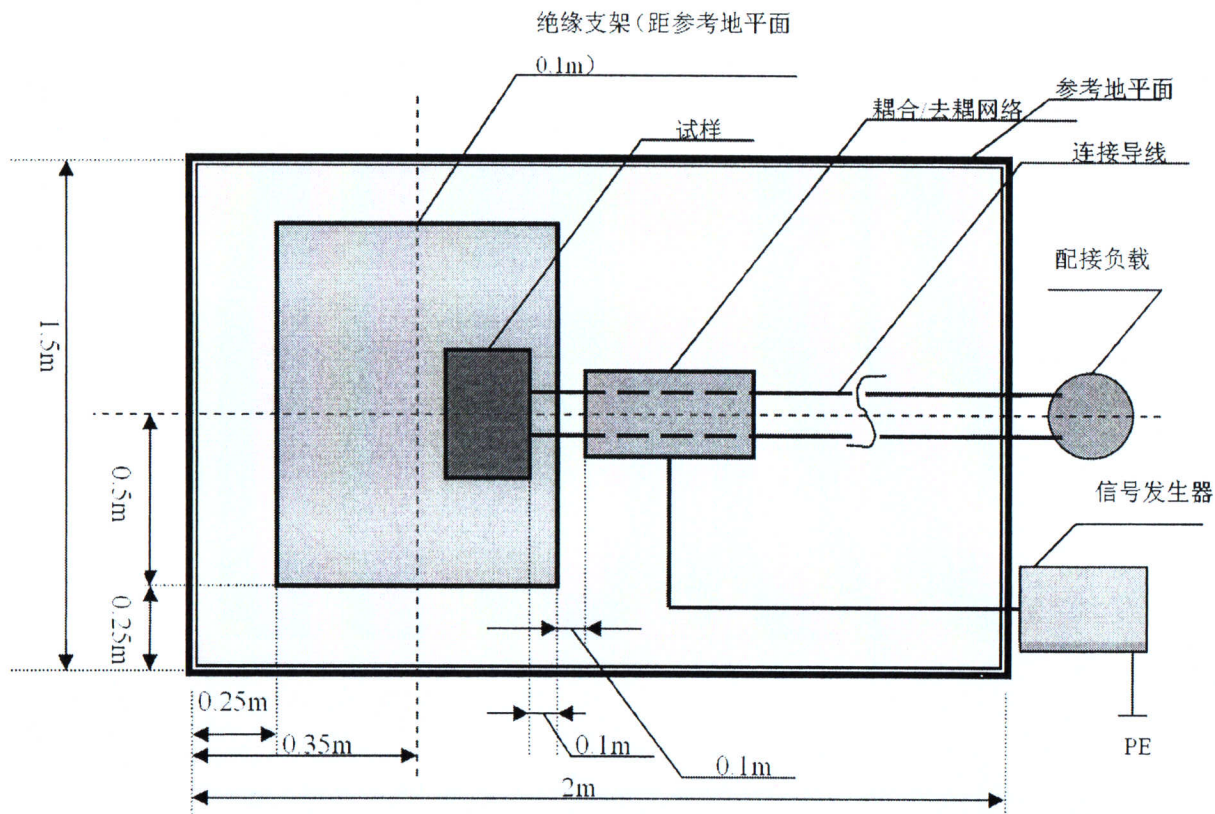 绝缘支架（距参考地平面
0.1m）
参考地平面
耦合/去耦网络
试样
连接导线
配接负载
1.5m
0.5m
信号发生器
0.25m
0.25m
0.35m
0.1m
0.1m
PE
2m